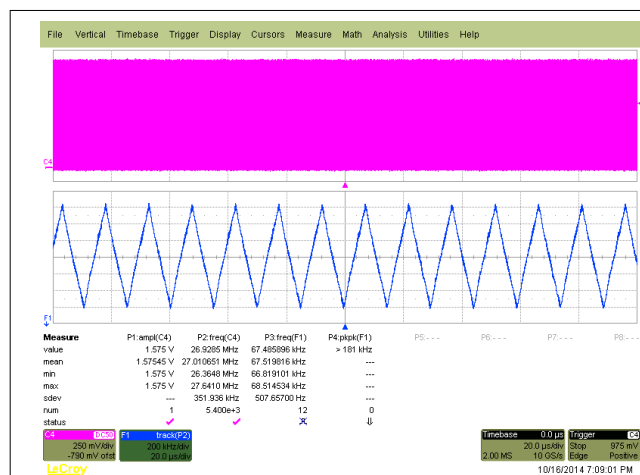 File Vertical Timebase Trigger Display Cursors Measure Math Analysis Utilities Help
C4
F1
Measure P1:ampl(C4) P2:freq(C4) P3:freq(F1) P4:pkpk(F1) P5:- - - P6:- - - P7:- - - P8:- - -
value 1.575 V 26.9285 MHz 67.485896 kHz > 181 kHz
mean 1.57545 V 27.010651 MHz 67.519816 kHz ---
min 1.575 V 26.3648 MHz 66.819101 kHz ---
max 1.575 V 27.6410 MHz 68.514534 kHz ---
sdev --- 351.936 kHz 507.65700 Hz ---
num 1 5.400e+3 12 0
status
C4 DC50 F1 track(P2) Timebase 0.0 µs Trigger C4
250 mV/div 200 kHz/div 20.0 µs/div Stop 975 mV
-790 mV ofst 20.0 µs/div 2.00 MS 10 GS/s Edge Positive
LeCroy 10/16/2014 7:09:01 PM